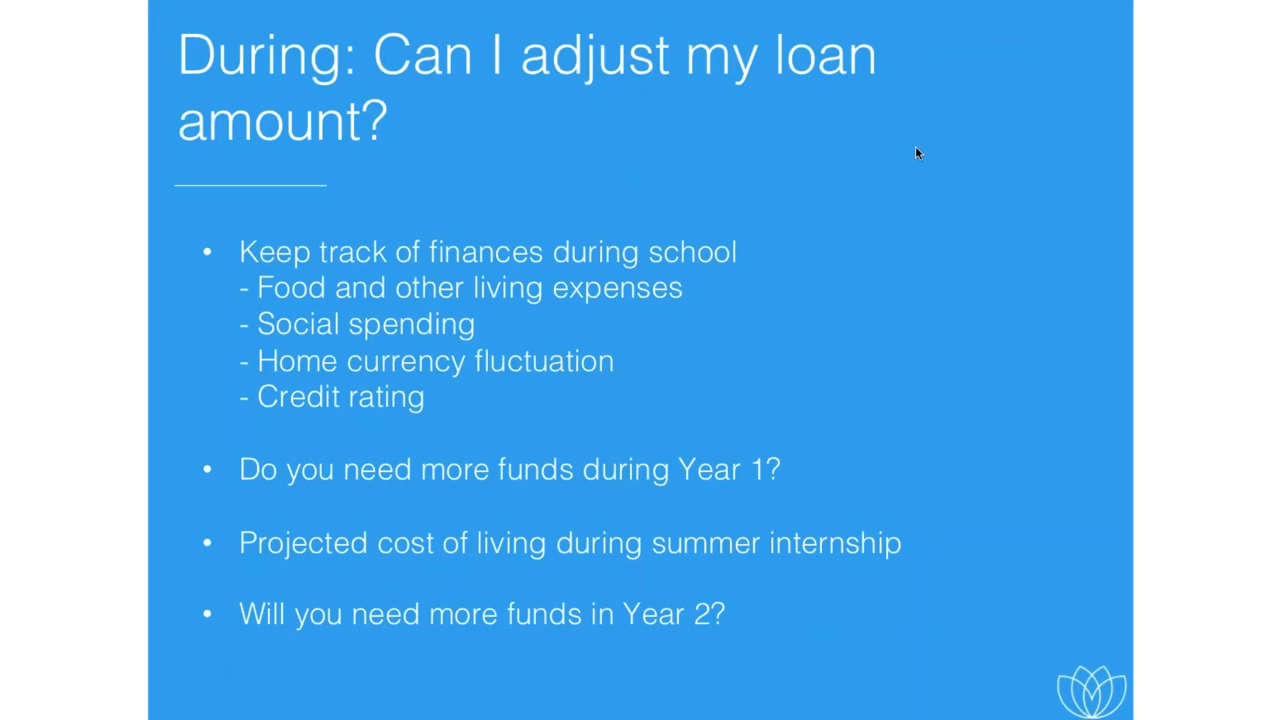 During: Can I adjust my loan
amount?
• Keep track of finances during school
- Food and other living expenses
- Social spending
- Home currency fluctuation
- Credit rating
• Do you need more funds during Year 1?
• Projected cost of living during summer internship
• Will you need more funds in Year 2?